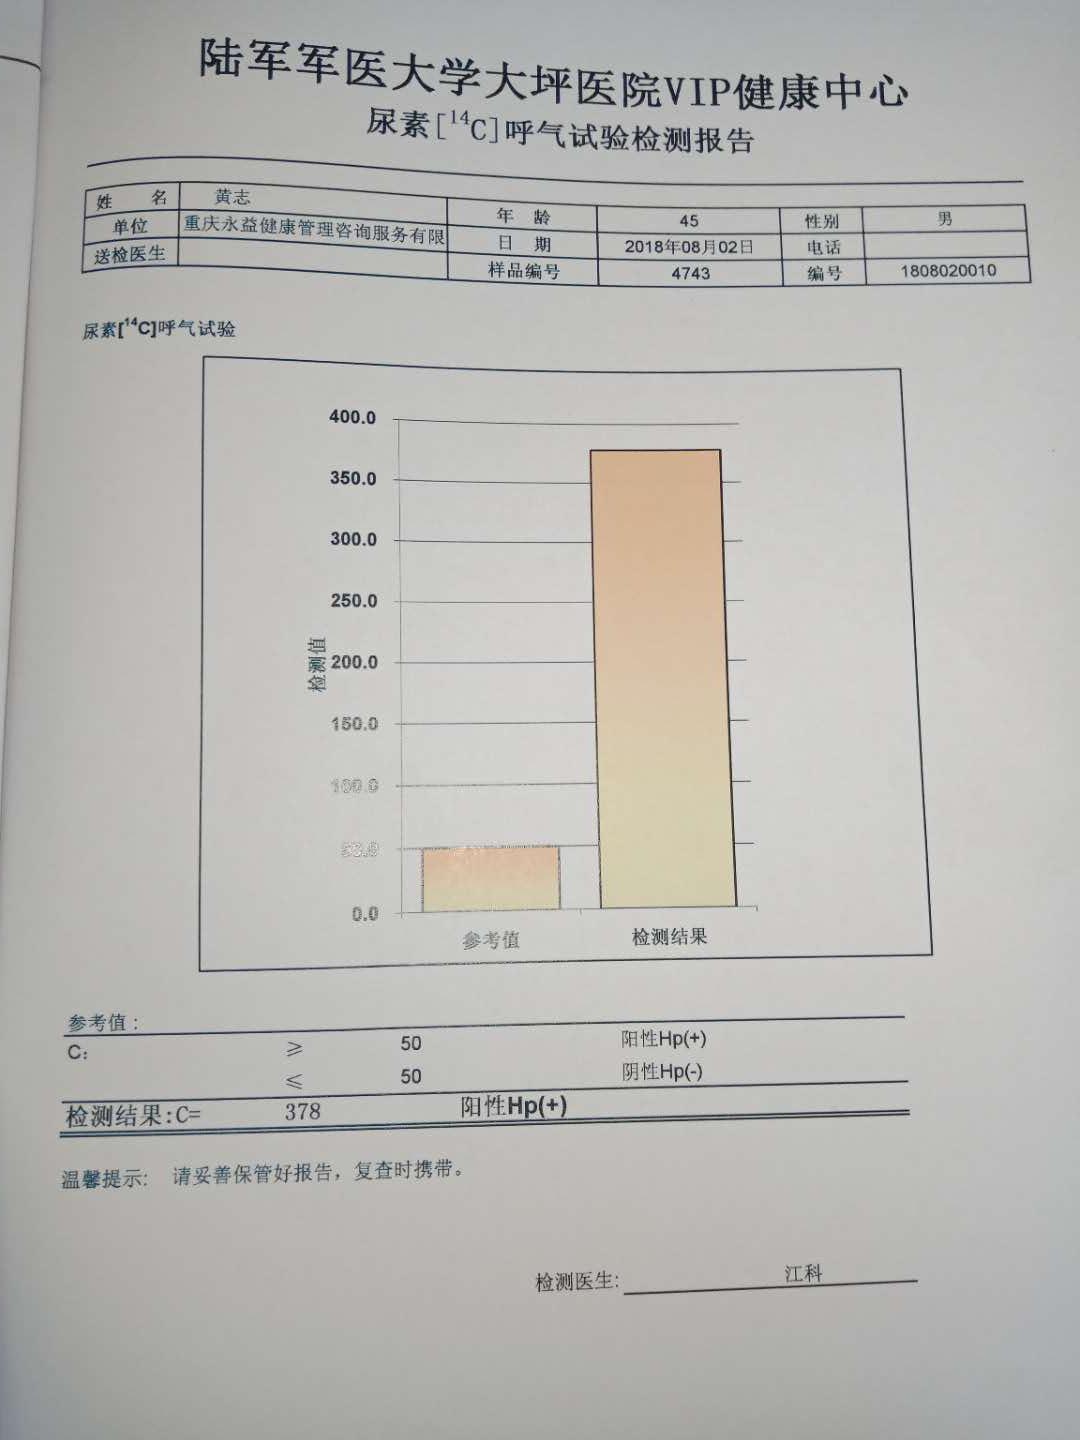 陆军军医大学大坪医院VIP健康中心
尿素[14C]呼气试验检测报告
姓 名 黄志 年 龄 45 性别 男
单位 重庆永益健康管理咨询服务有限 日 期 2018年08月02日 电话
送检医生 样品编号 4743 编号 1808020010
尿素[14C]呼气试验
400.0
350.0
300.0
250.0
检测值
200.0
150.0
100.0
50.0
0.0
参考值 检测结果
参考值:
C: ≥ 50 阳性Hp(+)
≤ 50 阴性Hp(-)
检测结果:C= 378 阳性Hp(+)
温馨提示: 请妥善保管好报告，复查时携带。
检测医生: 江科